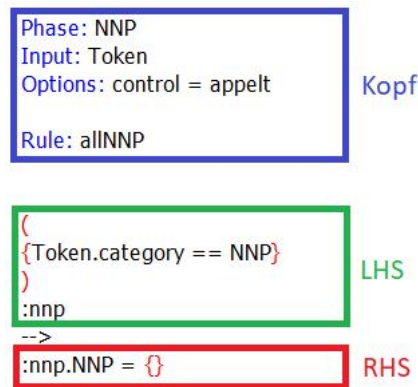 Phase: NNP
Input: Token
Options: control = appelt
Kopf
Rule: allNNP
(
{Token.category == NNP}
)
LHS
:nnp
-->
:nnp.NNP = {}
RHS